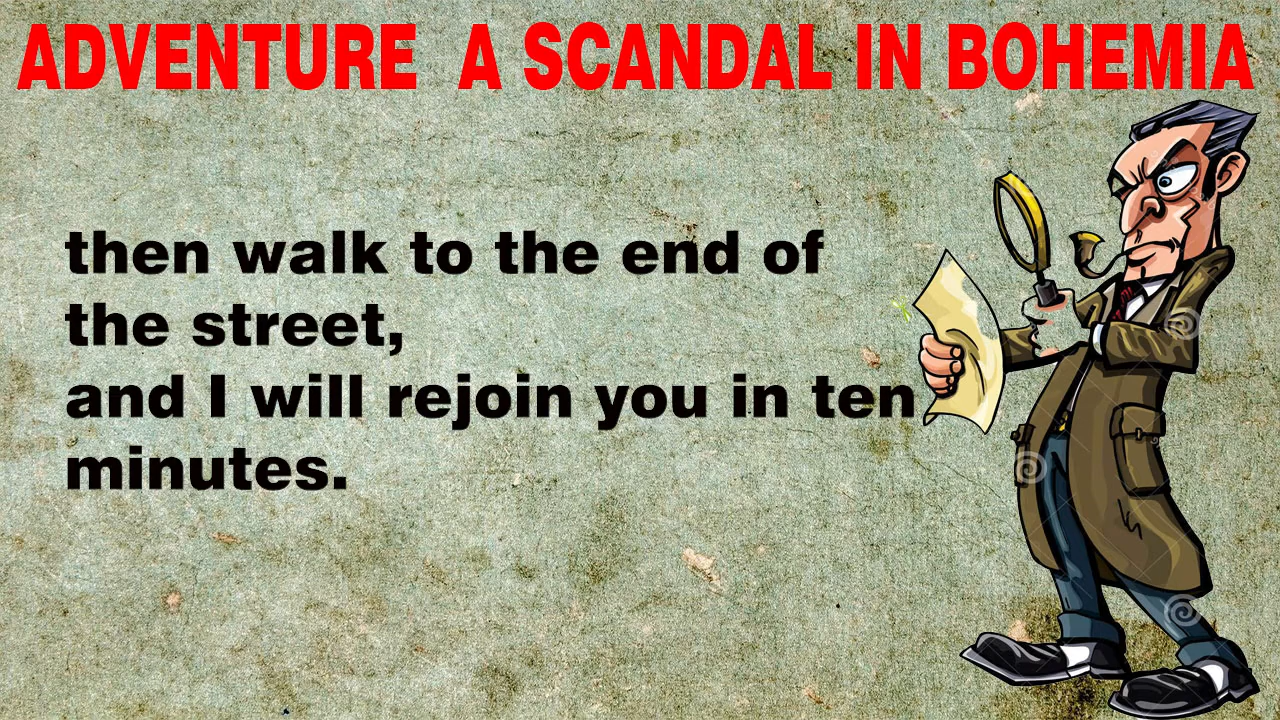 ADVENTURE A SCANDAL IN BOHEMIA
then walk to the end of
the street,
and I will rejoin you in ten
minutes.